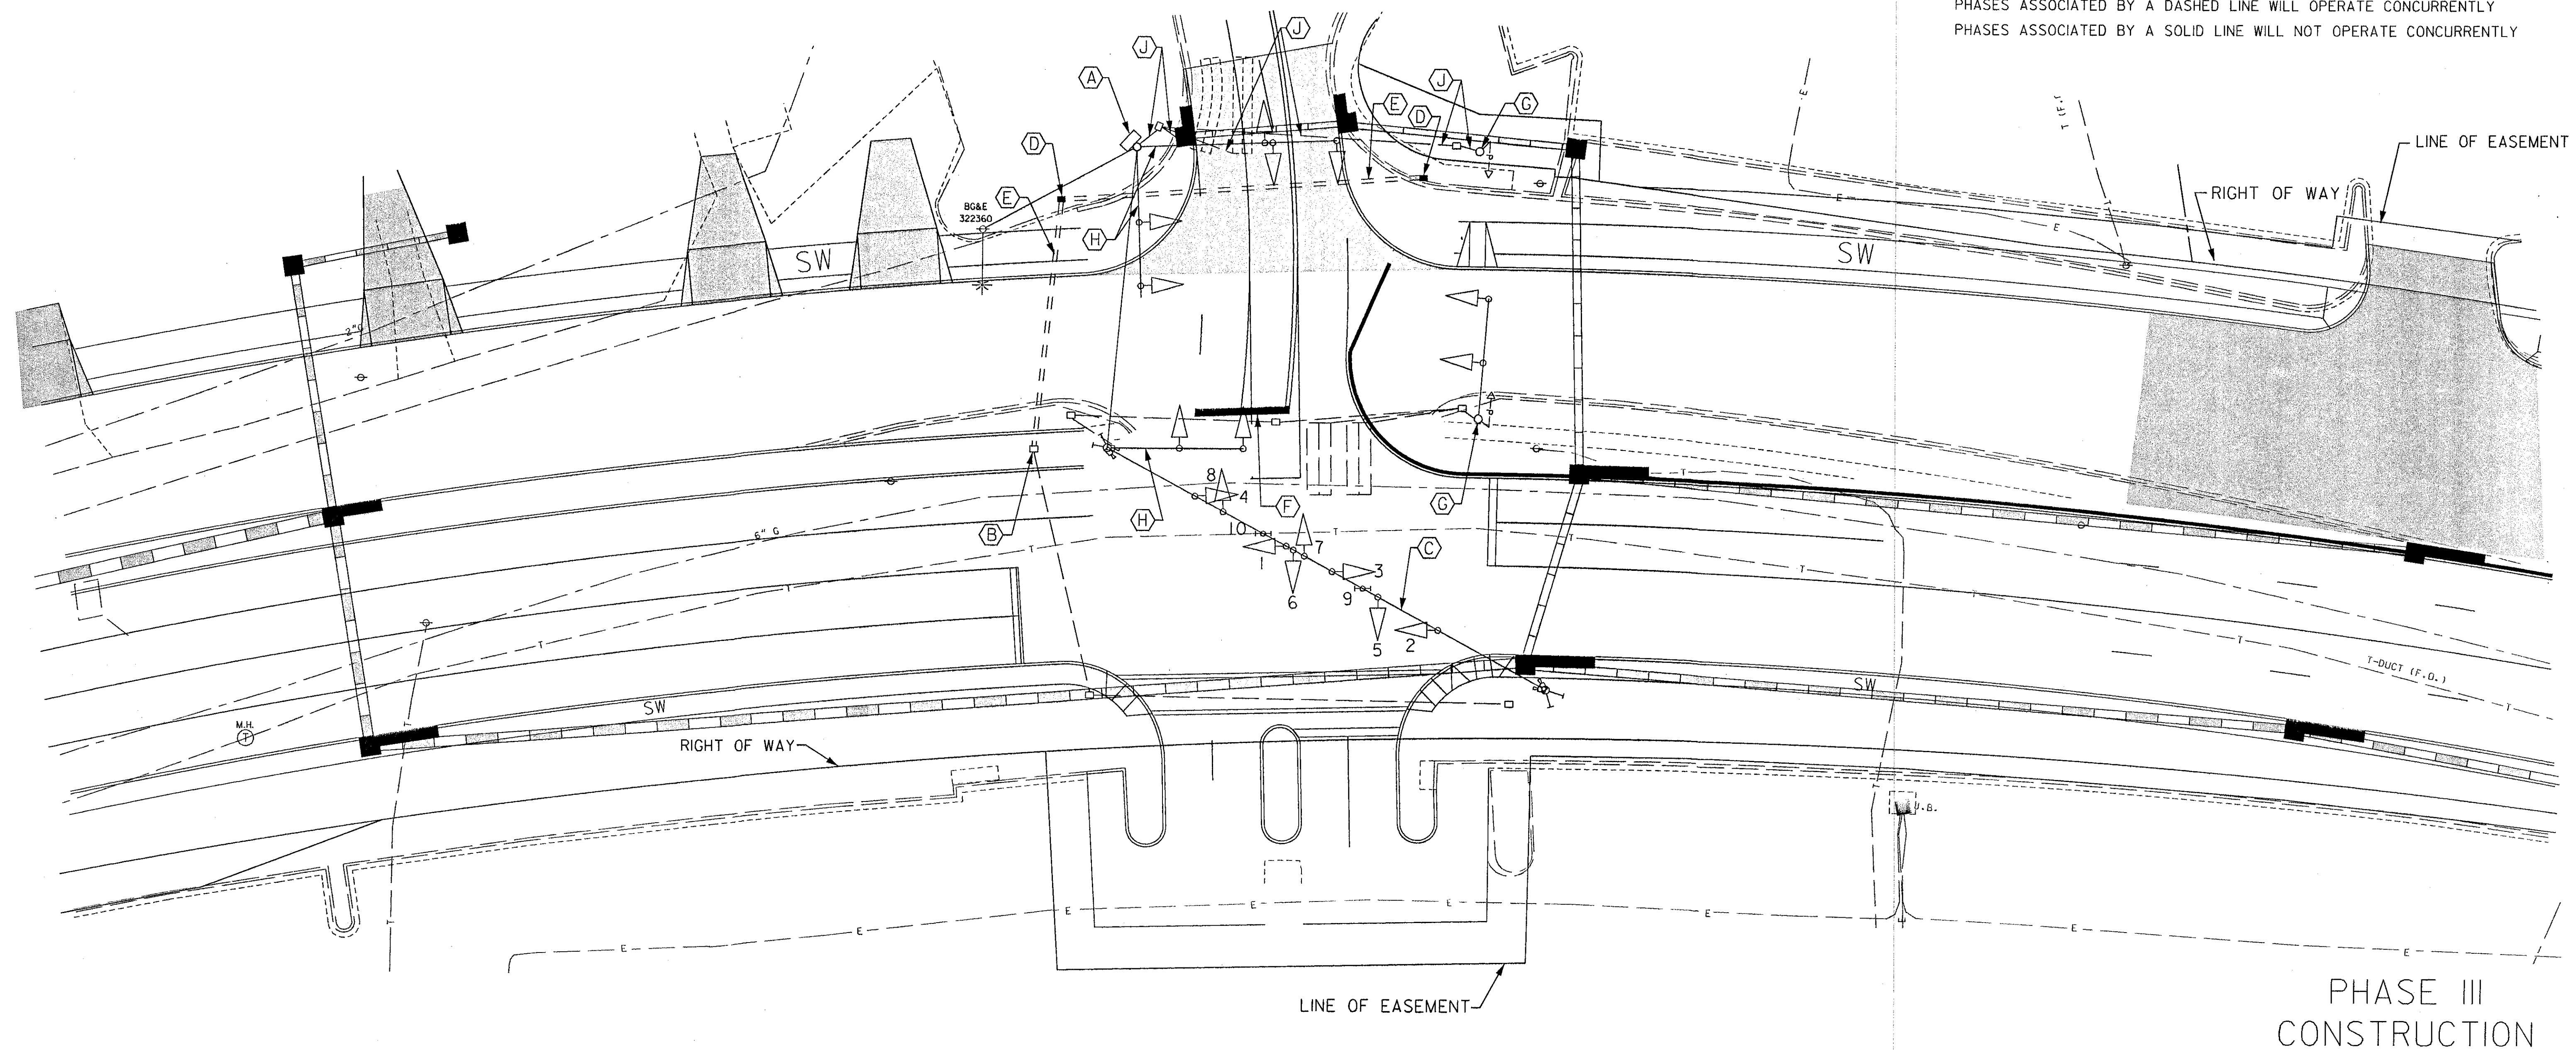 PHASES ASSOCIATED BY A DASHED LINE WILL OPERATE CONCURRENTLY
PHASES ASSOCIATED BY A SOLID LINE WILL NOT OPERATE CONCURRENTLY
J
J
A
J
E
G
D
E
T (F.)
LINE OF EASEMENT
D
RIGHT OF WAY
BG&E
322360
E
H
E
E
SW
SW
2"G
8
4
H
F
G
10
B
6" G
1
7
C
T
T
T
T
T
3
6
9
5
2
T
T
T-DUCT (F.O.)
T
SW
SW
M.H.
T
T
RIGHT OF WAY
J.B.
E
E
E
E
E
E
E
E
T
LINE OF EASEMENT
PHASE III
CONSTRUCTION